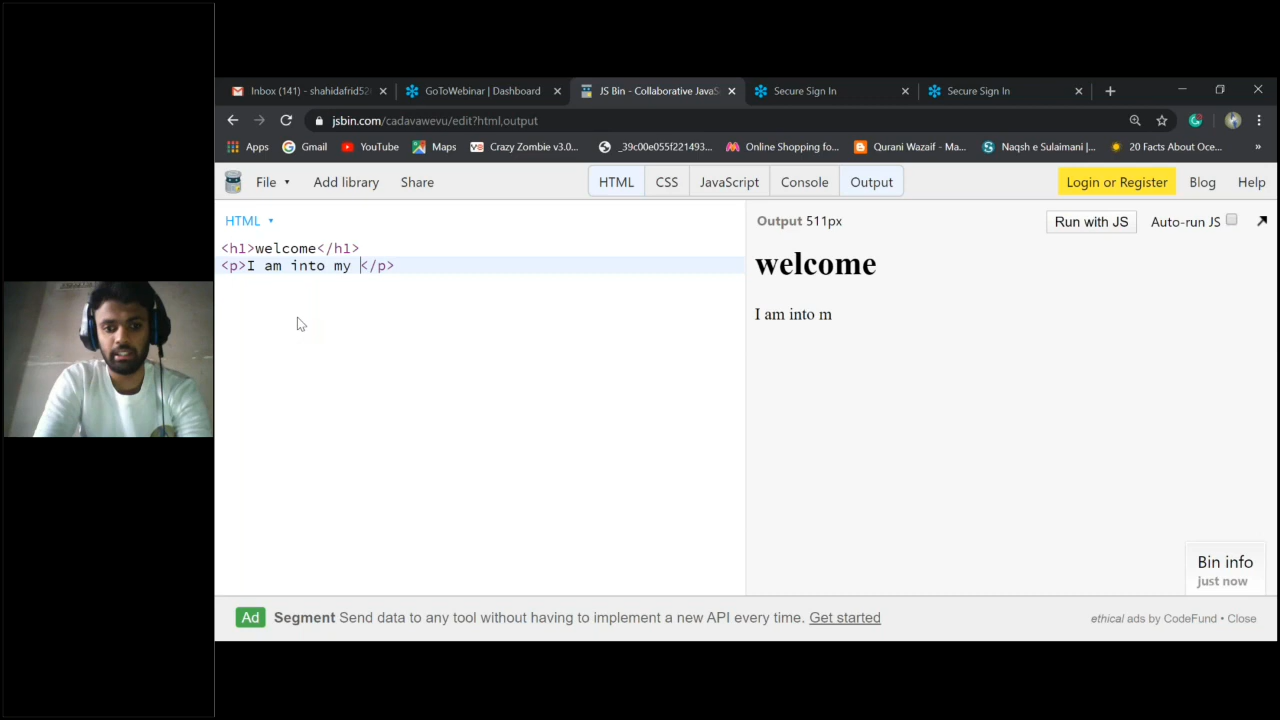 Inbox (141) - shahidafrid52
GoToWebinar | Dashboard
JS Bin - Collaborative JavaS
Secure Sign In
Secure Sign In
jsbin.com/cadavawevu/edit?html,output
Apps
Gmail
YouTube
Maps
Crazy Zombie v3.0...
_39c00e055f221493...
Online Shopping fo...
Qurani Wazaif - Ma...
Naqsh e Sulaimani |...
20 Facts About Oce...
»
File
Add library
Share
HTML
CSS
JavaScript
Console
Output
Login or Register
Blog
Help
HTML
<h1>welcome</h1>
<p>I am into my </p>
Output 511px
Run with JS
Auto-run JS
welcome
I am into m
Bin info
just now
Ad
Segment Send data to any tool without having to implement a new API every time. Get started
ethical ads by CodeFund • Close